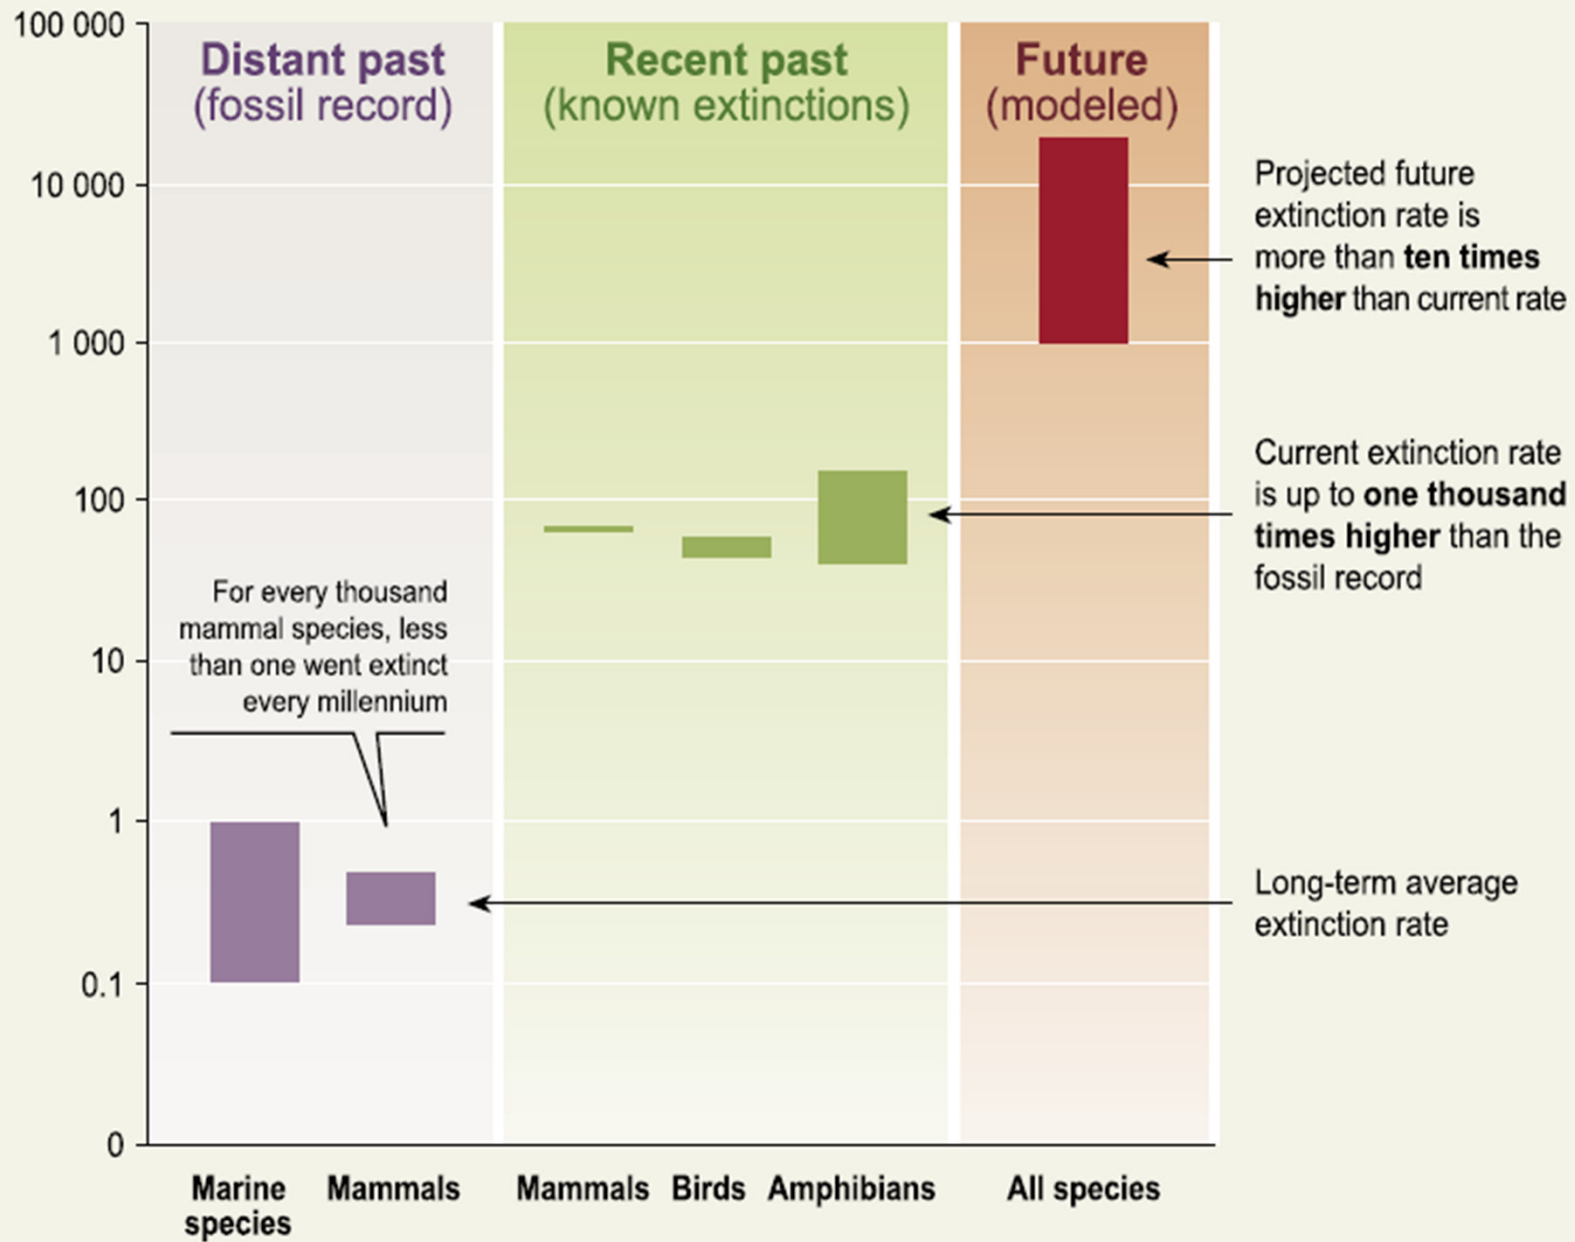 100 000
10 000
1 000
100
10
1
0.1
0
Distant past
(fossil record)
Recent past
(known extinctions)
Future
(modeled)
For every thousand
mammal species, less
than one went extinct
every millennium
Projected future
extinction rate is
more than ten times
higher than current rate
Current extinction rate
is up to one thousand
times higher than the
fossil record
Long-term average
extinction rate
Marine
species
Mammals
Mammals
Birds
Amphibians
All species